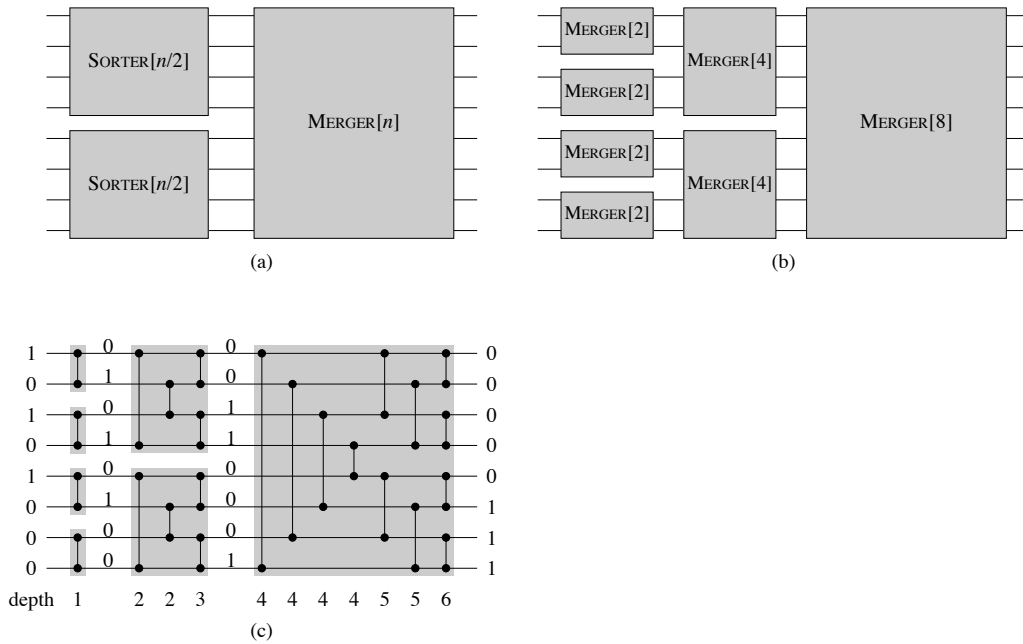 SORTER[n/2]
SORTER[n/2]
MERGER[n]
(a)
MERGER[2]
MERGER[2]
MERGER[2]
MERGER[2]
MERGER[4]
MERGER[4]
MERGER[8]
(b)
1 0 0 0
0 1 0 0
1 0 1 0
0 1 1 0
1 0 0 0
0 1 0 1
0 0 0 1
0 0 1 1
depth 1 2 2 3 4 4 4 4 5 5 6
(c)